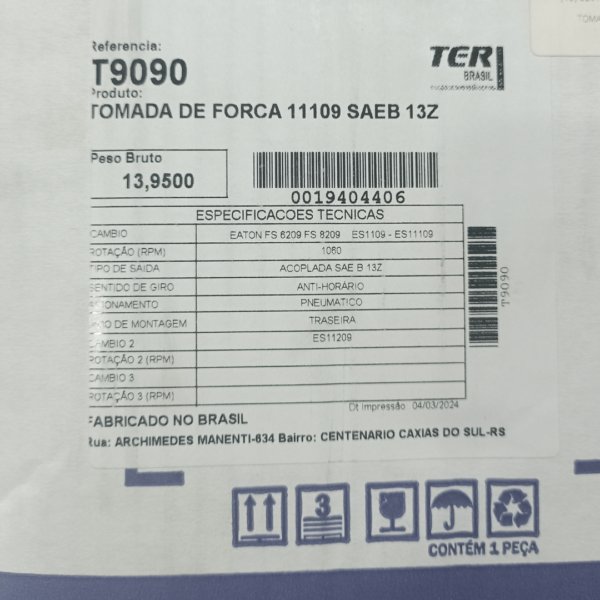 Referencia:
T9090
Produto:
TOMADA DE FORCA 11109 SAEB 13Z
TER
BRASIL
Peso Bruto
13,9500
0019404406
ESPECIFICACOES TECNICAS
CAMBIO EATON FS 6209 FS 8209 ES1109 - ES11109
ROTAÇÃO (RPM) 1060
TIPO DE SAIDA ACOPLADA SAE B 13Z
SENTIDO DE GIRO ANTI-HORÁRIO
ACIONAMENTO PNEUMATICO
DE MONTAGEM TRASEIRA
CAMBIO 2 ES11209
ROTAÇÃO 2 (RPM)
CAMBIO 3
ROTAÇÃO 3 (RPM)
T9090
Dt Impressão 04/03/2024
FABRICADO NO BRASIL
Rua: ARCHIMEDES MANENTI-634 Bairro: CENTENARIO CAXIAS DO SUL-RS
3
CONTÉM 1 PEÇA